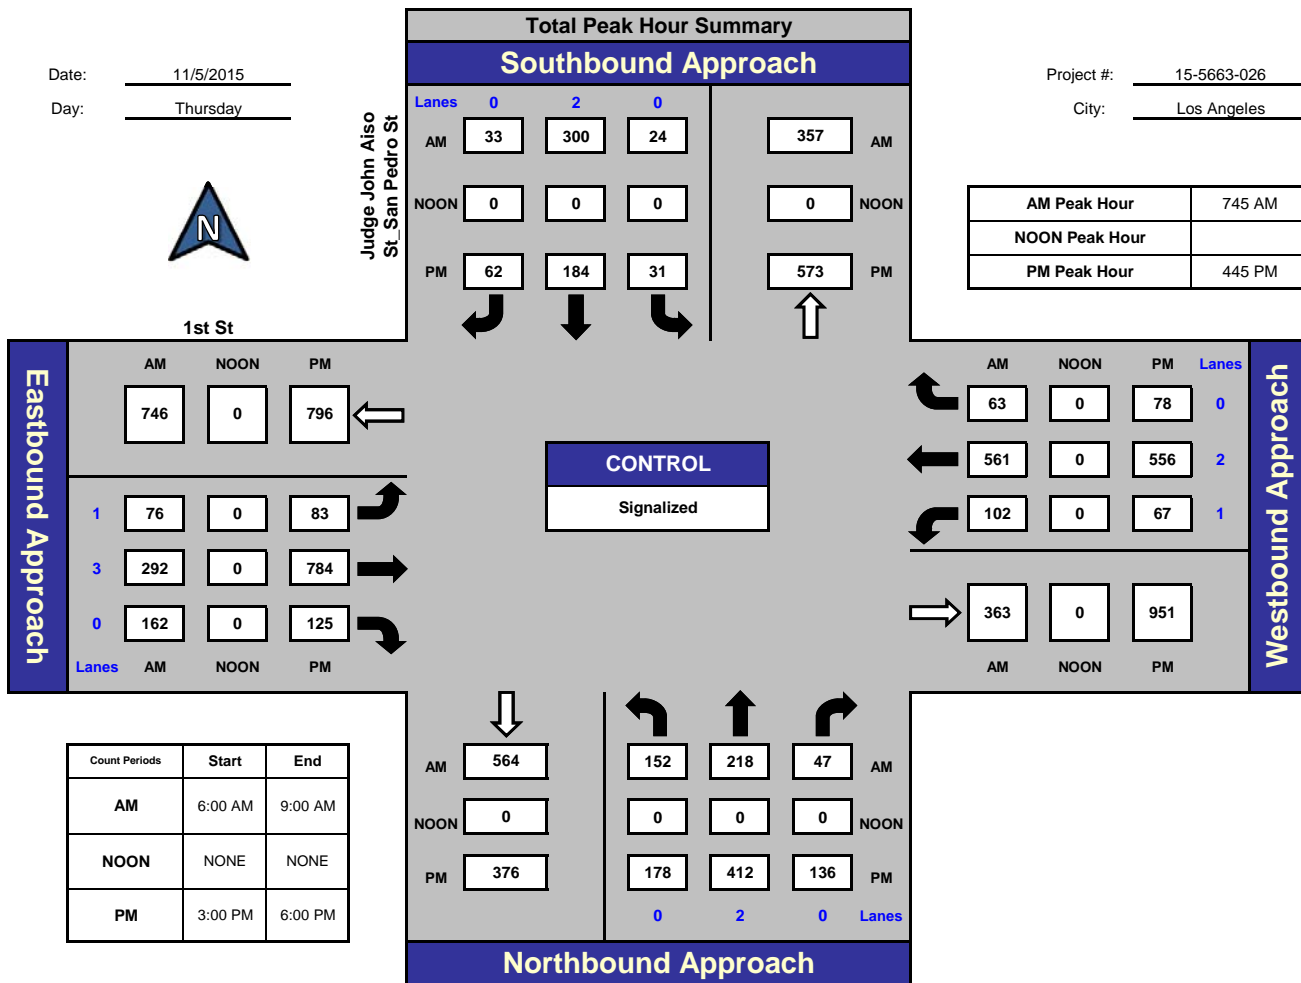 Total Peak Hour Summary
Southbound Approach
Date: 11/5/2015
Day: Thursday
Project #: 15-5663-026
City: Los Angeles
N
Judge John Aiso
St_San Pedro St
Lanes 0 2 0
AM 33 300 24 357 AM
NOON 0 0 0 0 NOON
PM 62 184 31 573 PM
AM Peak Hour 745 AM
NOON Peak Hour
PM Peak Hour 445 PM
1st St
Eastbound Approach
AM NOON PM
746 0 796
1 76 0 83
3 292 0 784
0 162 0 125
Lanes AM NOON PM
CONTROL
Signalized
AM NOON PM Lanes
63 0 78 0
561 0 556 2
102 0 67 1
363 0 951
AM NOON PM
Westbound Approach
Count Periods Start End
AM 6:00 AM 9:00 AM
NOON NONE NONE
PM 3:00 PM 6:00 PM
AM 564 152 218 47 AM
NOON 0 0 0 0 NOON
PM 376 178 412 136 PM
0 2 0 Lanes
Northbound Approach